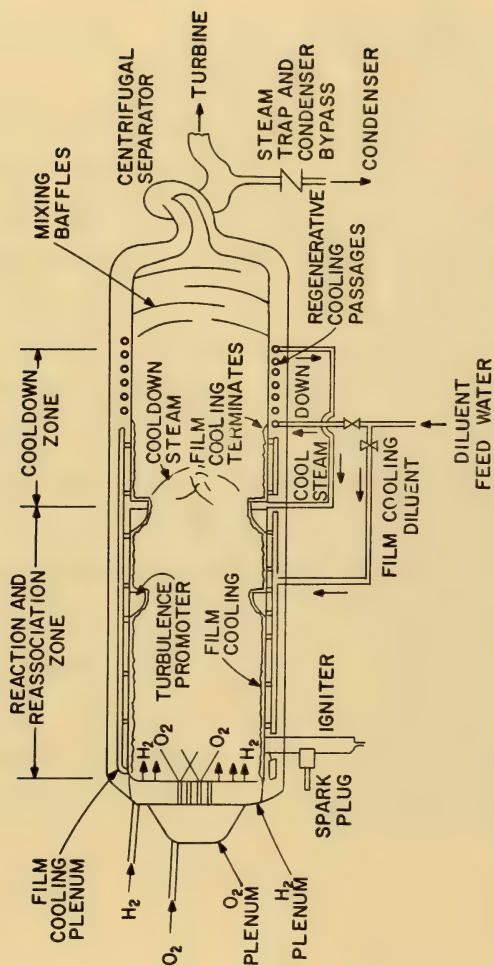 REACTION AND
REASSOCIATION
ZONE
COOLDOWN
ZONE
FILM
COOLING
PLENUM
H₂
O₂
O₂
PLENUM
H₂
PLENUM
H₂
O₂
O₂
H₂
TURBULENCE
PROMOTER
FILM COOLING
SPARK PLUG
IGNITER
COOLDOWN
STEAM
FILM
COOLING
TERMINATES
COOL DOWN
STEAM
FILM COOLING
DILUENT
DILUENT
FEED WATER
MIXING
BAFFLES
REGENERATIVE
COOLING
PASSAGES
CENTRIFUGAL
SEPARATOR
TURBINE
STEAM
TRAP AND
CONDENSER
BYPASS
CONDENSER